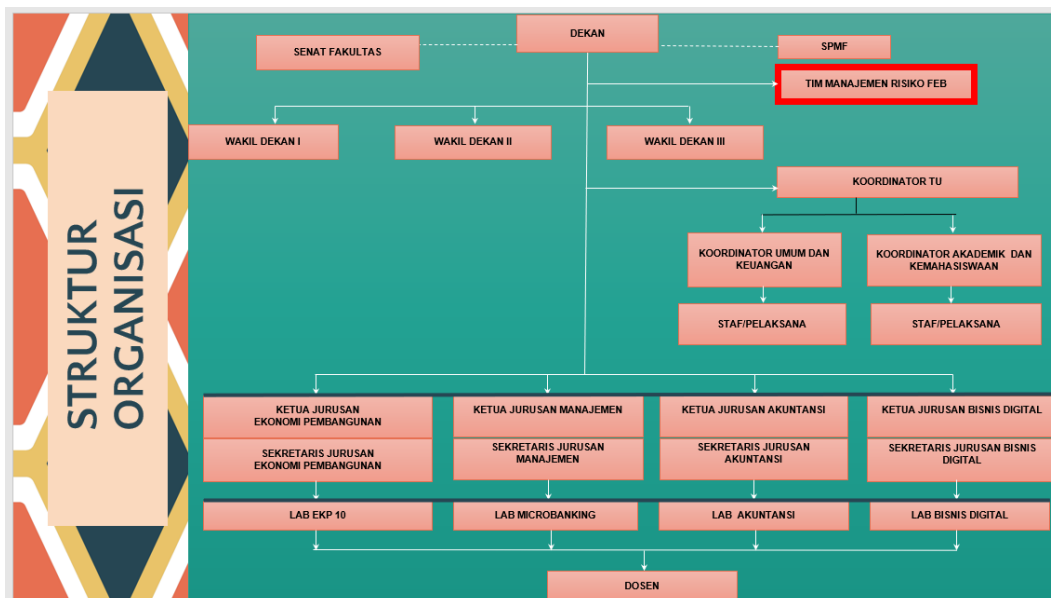 STRUKTUR
ORGANISASI
DEKAN
SENAT FAKULTAS
SPMF
TIM MANAJEMEN RISIKO FEB
WAKIL DEKAN I
WAKIL DEKAN II
WAKIL DEKAN III
KOORDINATOR TU
KOORDINATOR UMUM DAN
KEUANGAN
KOORDINATOR AKADEMIK DAN
KEMAHASISWAAN
STAF/PELAKSANA
STAF/PELAKSANA
KETUA JURUSAN
EKONOMI PEMBANGUNAN
KETUA JURUSAN MANAJEMEN
KETUA JURUSAN AKUNTANSI
KETUA JURUSAN BISNIS DIGITAL
SEKRETARIS JURUSAN
EKONOMI PEMBANGUNAN
SEKRETARIS JURUSAN
MANAJEMEN
SEKRETARIS JURUSAN
AKUNTANSI
SEKRETARIS JURUSAN BISNIS
DIGITAL
LAB EKP 10
LAB MICROBANKING
LAB AKUNTANSI
LAB BISNIS DIGITAL
DOSEN